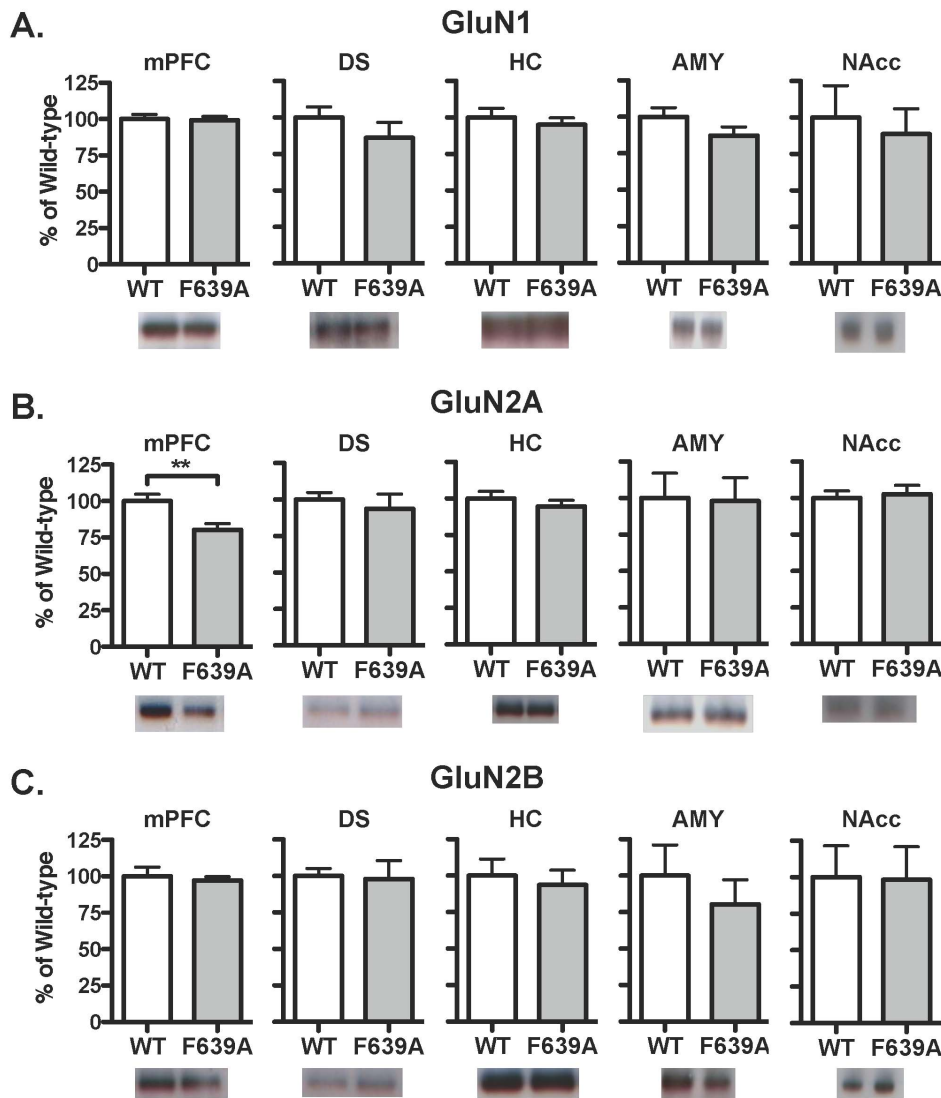 A.
GluN1
mPFC DS HC AMY NAcc
% of Wild-type
125
100
75
50
25
0
WT F639A WT F639A WT F639A WT F639A WT F639A
B.
GluN2A
mPFC DS HC AMY NAcc
% of Wild-type
125
100
75
50
25
0
**
WT F639A WT F639A WT F639A WT F639A WT F639A
C.
GluN2B
mPFC DS HC AMY NAcc
% of Wild-type
125
100
75
50
25
0
WT F639A WT F639A WT F639A WT F639A WT F639A